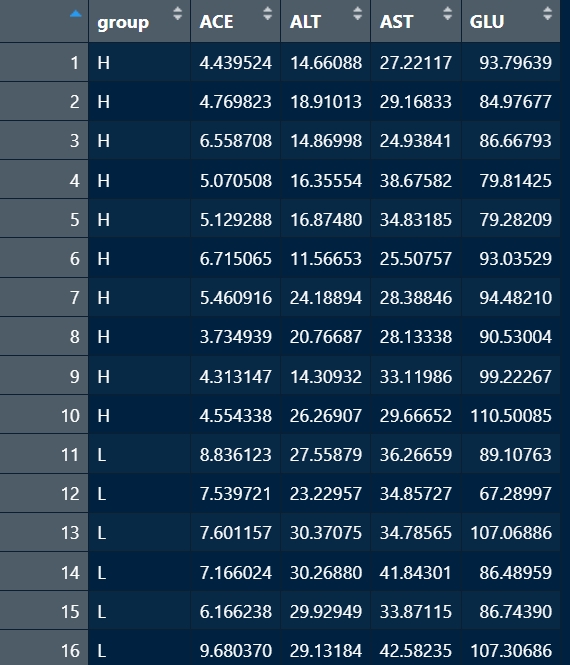 group ACE ALT AST GLU
1 H 4.439524 14.66088 27.22117 93.79639
2 H 4.769823 18.91013 29.16833 84.97677
3 H 6.558708 14.86998 24.93841 86.66793
4 H 5.070508 16.35554 38.67582 79.81425
5 H 5.129288 16.87480 34.83185 79.28209
6 H 6.715065 11.56653 25.50757 93.03529
7 H 5.460916 24.18894 28.38846 94.48210
8 H 3.734939 20.76687 28.13338 90.53004
9 H 4.313147 14.30932 33.11986 99.22267
10 H 4.554338 26.26907 29.66652 110.50085
11 L 8.836123 27.55879 36.26659 89.10763
12 L 7.539721 23.22957 34.85727 67.28997
13 L 7.601157 30.37075 34.78565 107.06886
14 L 7.166024 30.26880 41.84301 86.48959
15 L 6.166238 29.92949 33.87115 86.74390
16 L 9.680370 29.13184 42.58235 107.30686